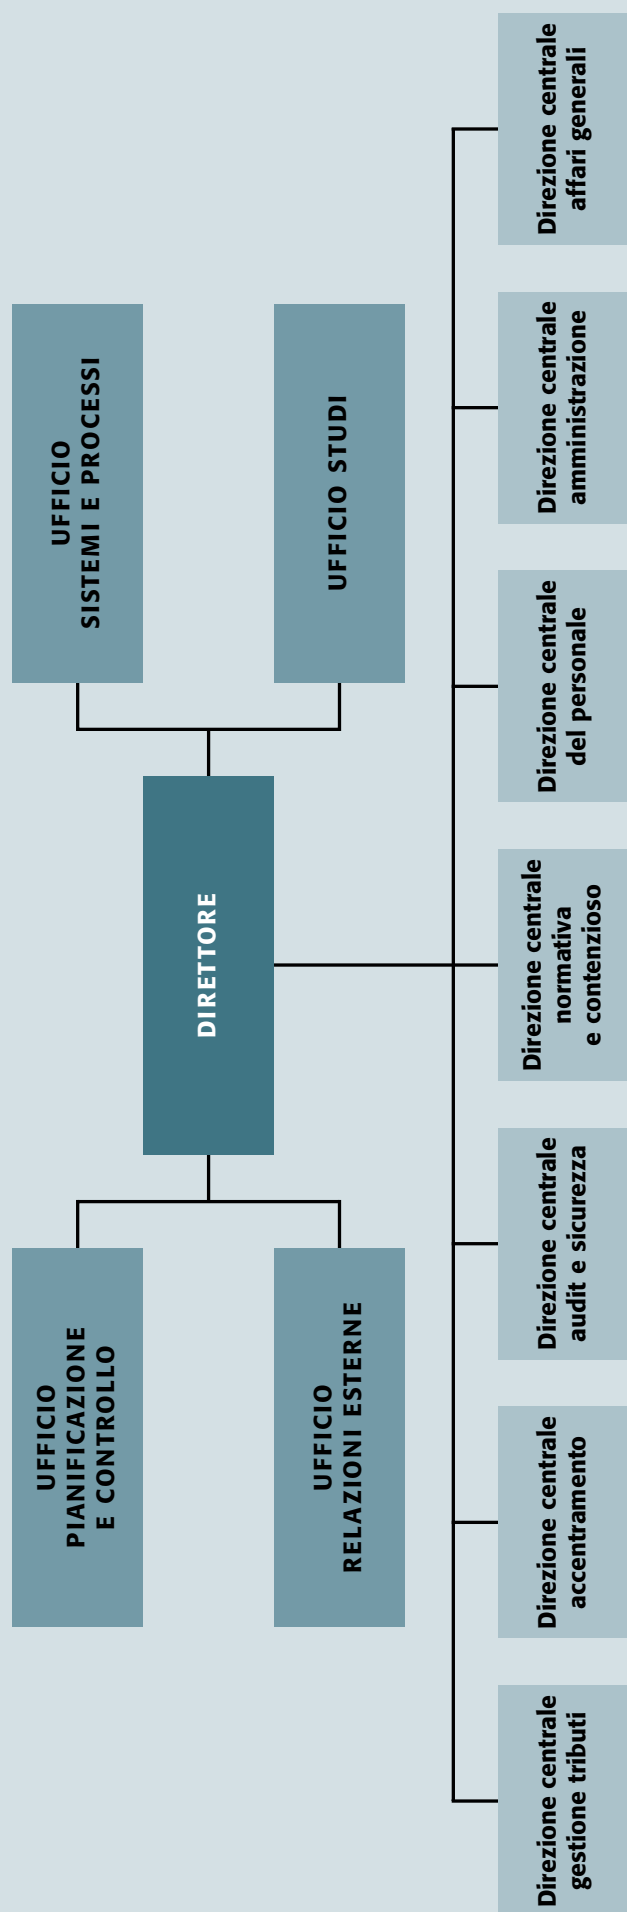 UFFICIO
PIANIFICAZIONE
E CONTROLLO
UFFICIO
SISTEMI E PROCESSI
DIRETTORE
UFFICIO
RELAZIONI ESTERNE
UFFICIO STUDI
Direzione centrale
gestione tributi
Direzione centrale
accentramento
Direzione centrale
audit e sicurezza
Direzione centrale
normativa
e contenzioso
Direzione centrale
del personale
Direzione centrale
amministrazione
Direzione centrale
affari generali